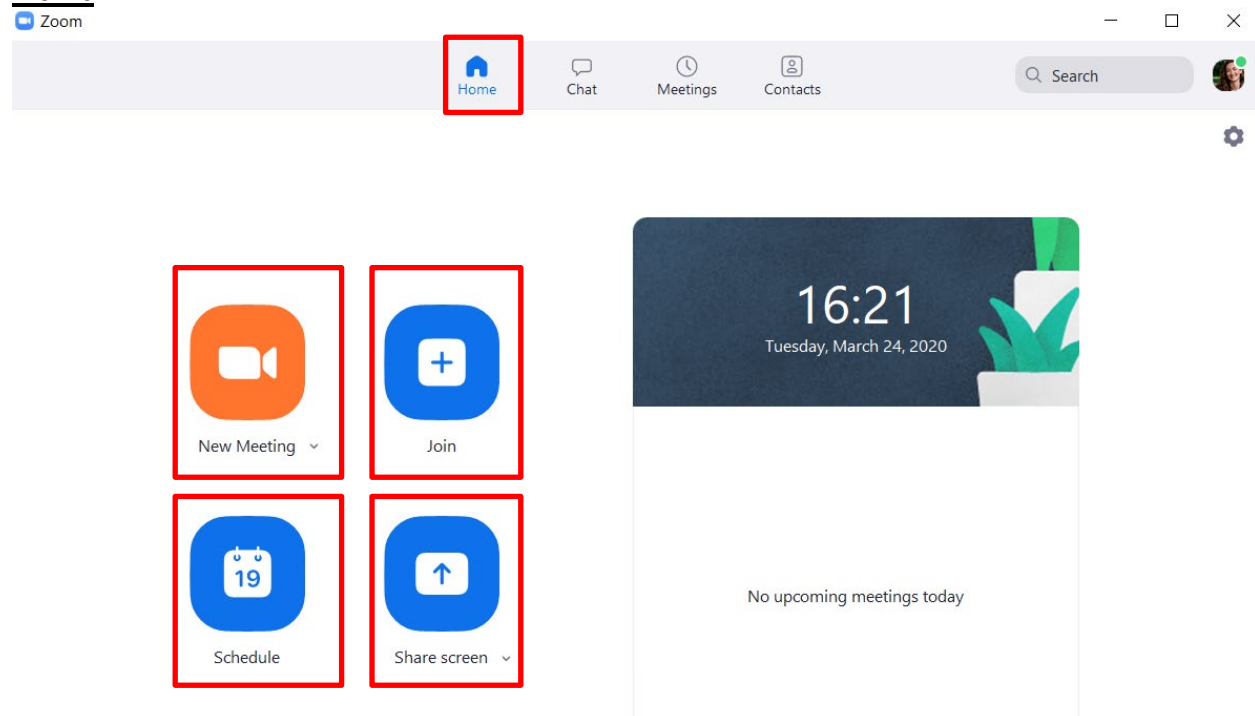 Zoom
Home
Chat
Meetings
Contacts
Search
16:21
Tuesday, March 24, 2020
New Meeting
Join
19
Schedule
Share screen
No upcoming meetings today